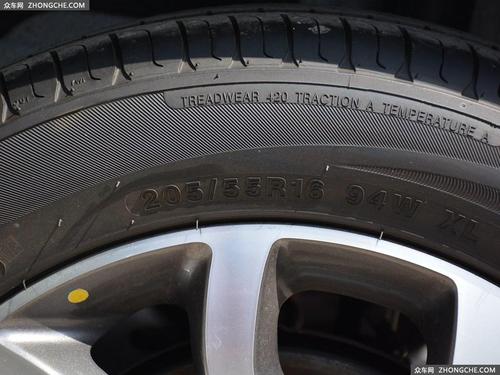 众车网 ZHONGCHE.COM
TREADWEAR 420 TRACTION A TEMPERATURE A
205/55R16 94W XL
众车网 ZHONGCHE.COM